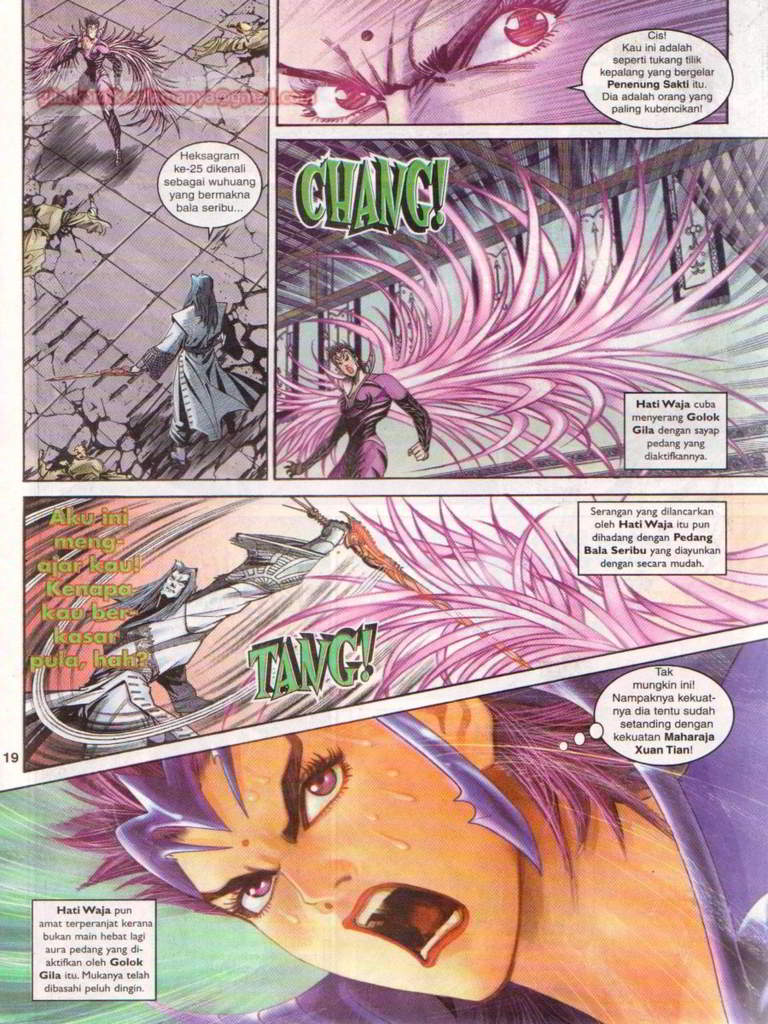 Heksagram
ke-25 dikenali
sebagai wuhuang
yang bermakna
bala seribu...
Cis!
Kau ini adalah
seperti tukang tilik
kepalang yang bergelar
Penenung Sakti itu.
Dia adalah orang yang
paling kubencikan!
CHANG!
Hati Waja cuba
menyerang Golok
Gila dengan sayap
pedang yang
diaktifkannya.
Aku ini
meng-
ajar kau!
Kenapa
kau ber-
kasar
pula, hah?
TANG!
Serangan yang dilancarkan
oleh Hati Waja itu pun
dihadang dengan Pedang
Bala Seribu yang diayunkan
dengan secara mudah.
Tak
mungkin ini!
Nampaknya kekuat-
nya dia tentu sudah
setanding dengan
kekuatan Maharaja
Xuan Tian!
19
Hati Waja pun
amat terperanjat kerana
bukan main hebat lagi
aura pedang yang di-
aktifkan oleh Golok
Gila itu. Mukanya telah
dibasahi peluh dingin.